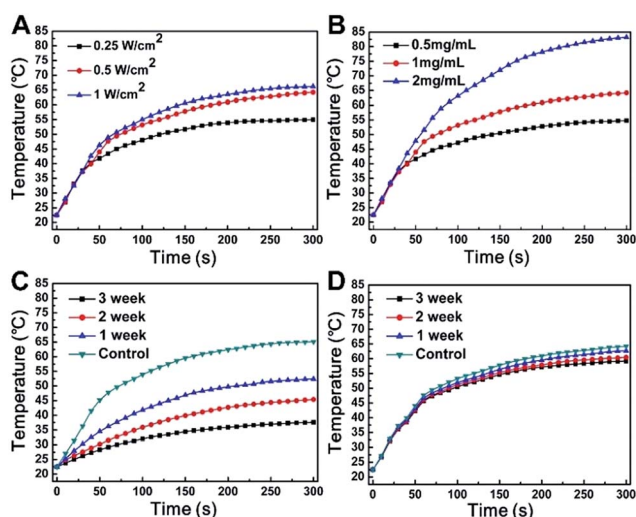 A
0.25 W/cm²
0.5 W/cm²
1 W/cm²
Temperature (°C)
85
80
75
70
65
60
55
50
45
40
35
30
25
20
0 50 100 150 200 250 300
Time (s)
B
0.5mg/mL
1mg/mL
2mg/mL
Temperature (°C)
85
80
75
70
65
60
55
50
45
40
35
30
25
20
0 50 100 150 200 250 300
Time (s)
C
3 week
2 week
1 week
Control
Temperature (°C)
85
80
75
70
65
60
55
50
45
40
35
30
25
20
0 50 100 150 200 250 300
Time (s)
D
3 week
2 week
1 week
Control
Temperature (°C)
85
80
75
70
65
60
55
50
45
40
35
30
25
20
0 50 100 150 200 250 300
Time (s)